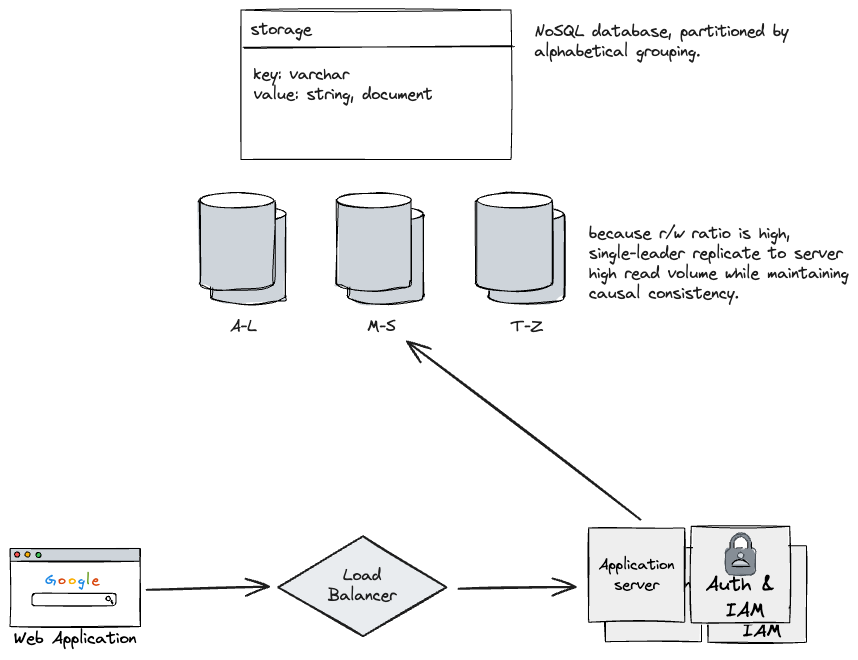 storage
key: varchar
value: string, document
NoSQL database, partitioned by
alphabetical grouping.
because r/w ratio is high,
single-leader replicate to server
high read volume while maintaining
causal consistency.
A-L
M-S
T-Z
Google
Web Application
Load
Balancer
Application
server
Auth &
IAM
IAM